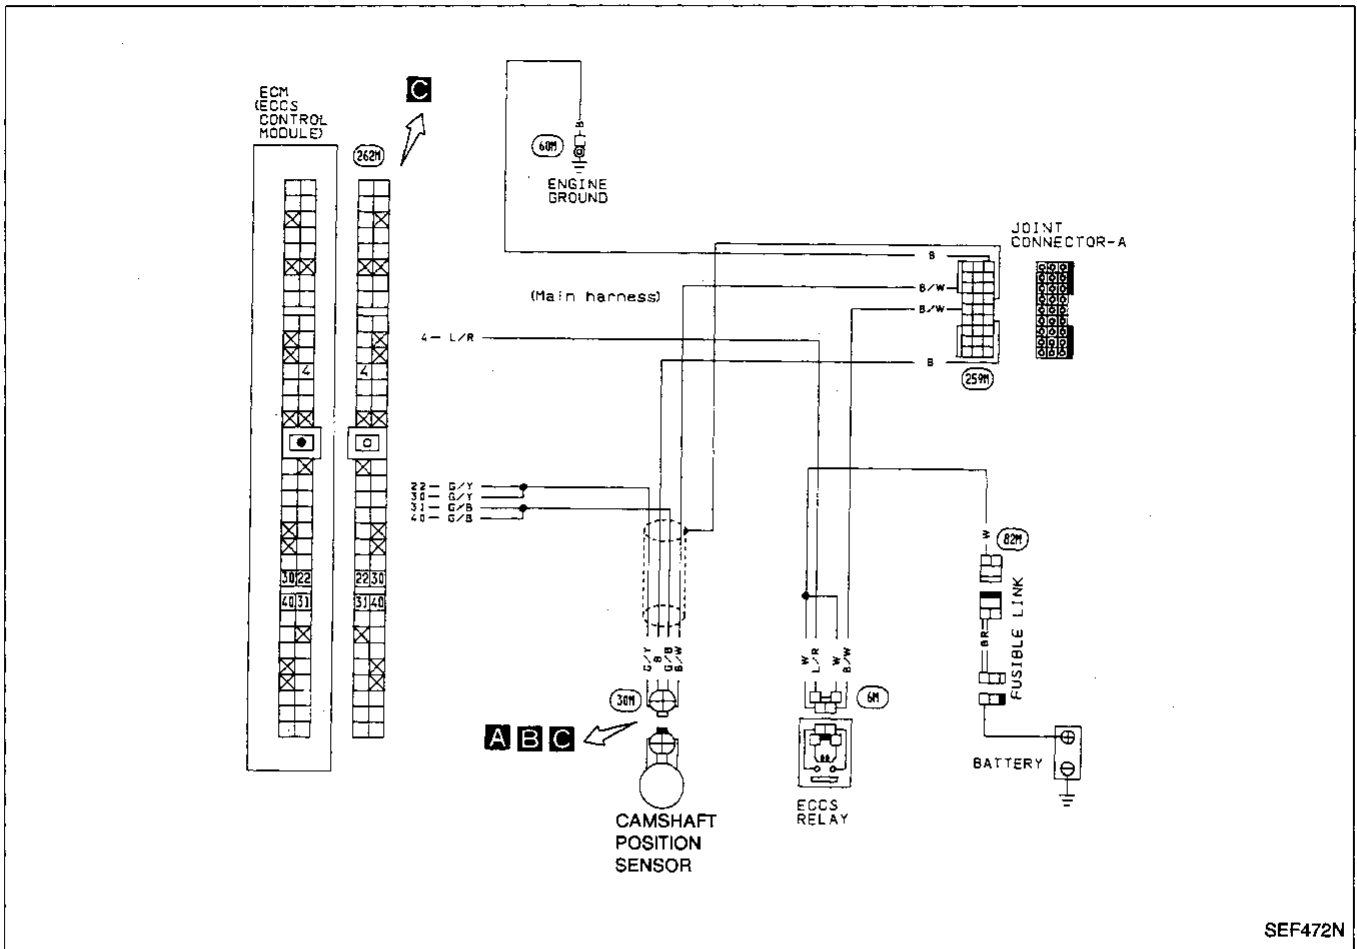 ECM
(ECCS
CONTROL
MODULE)
C
262M
60M
B
ENGINE
GROUND
JOINT
CONNECTOR-A
B
(Main harness)
B/W
B/W
4 L/R
B
259M
4
4
22 G/Y
30 G/Y
31 G/B
40 G/B
W
82M
30 22
22 30
40 31
31 40
FUSIBLE LINK
BR
G/Y
B
G/B
B/W
W
L/R
W
B/W
30M
6M
A B C
BATTERY
ECCS
RELAY
CAMSHAFT
POSITION
SENSOR
SEF472N